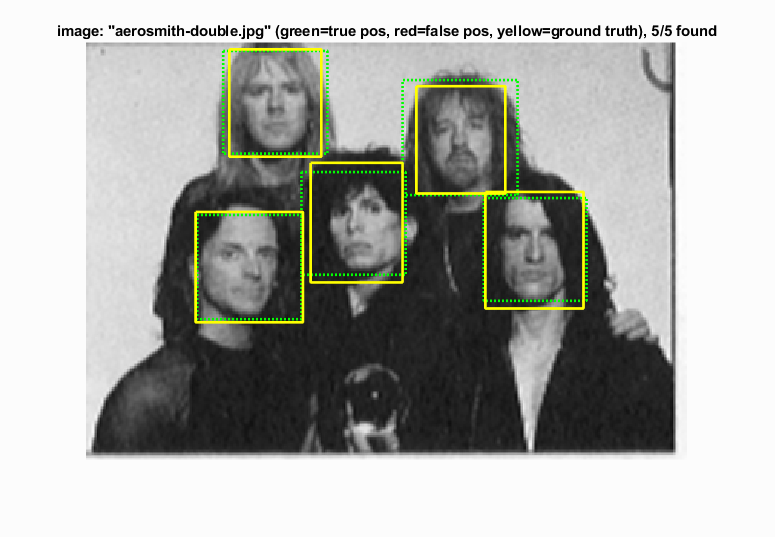 image: "aerosmith-double.jpg" (green=true pos, red=false pos, yellow=ground truth), 5/5 found